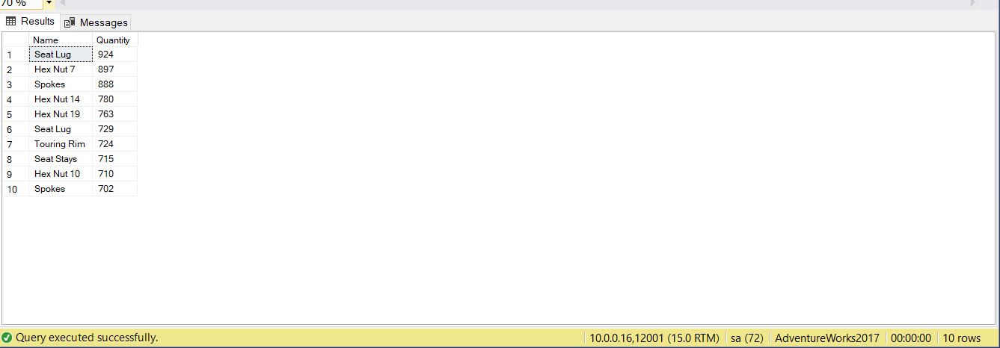 70 %
Results Messages
Name Quantity
1 Seat Lug 924
2 Hex Nut 7 897
3 Spokes 888
4 Hex Nut 14 780
5 Hex Nut 19 763
6 Seat Lug 729
7 Touring Rim 724
8 Seat Stays 715
9 Hex Nut 10 710
10 Spokes 702
Query executed successfully. 10.0.0.16,12001 (15.0 RTM) sa (72) AdventureWorks2017 00:00:00 10 rows